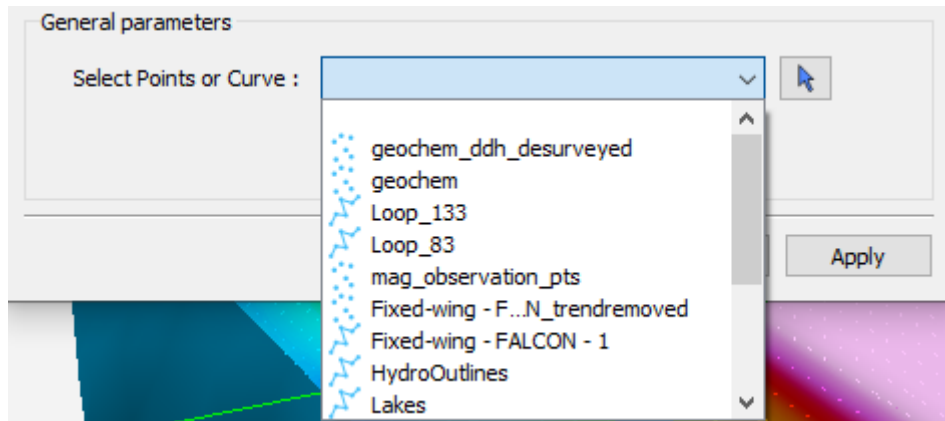 General parameters
Select Points or Curve :
geochem_ddh_desurveyed
geochem
Loop_133
Loop_83
mag_observation_pts
Fixed-wing - F...N_trendremoved
Fixed-wing - FALCON - 1
HydroOutlines
Lakes
Apply